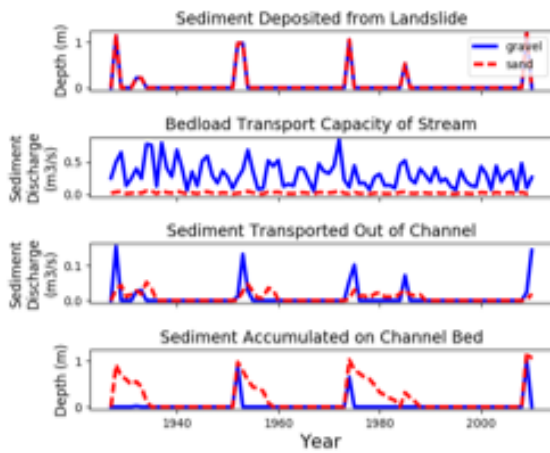 Sediment Deposited from Landslide
Depth (m)
1
0
gravel
sand
Bedload Transport Capacity of Stream
Sediment
Discharge
(m3/s)
0.5
0.0
Sediment Transported Out of Channel
Sediment
Discharge
(m3/s)
0.1
0.0
Sediment Accumulated on Channel Bed
Depth (m)
1
0
1940 1960 1980 2000
Year